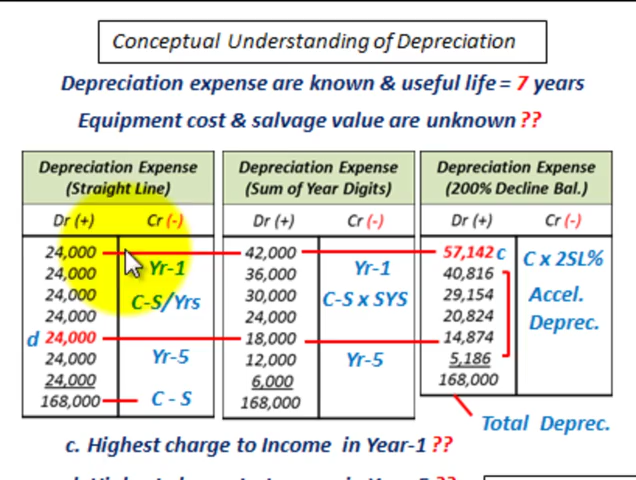 Conceptual Understanding of Depreciation
Depreciation expense are known & useful life = 7 years
Equipment cost & salvage value are unknown ??
Depreciation Expense
(Straight Line)
Dr (+) Cr (-)
24,000
24,000 Yr-1
24,000 C-S/Yrs
24,000
d 24,000
24,000 Yr-5
24,000
168,000 C - S
Depreciation Expense
(Sum of Year Digits)
Dr (+) Cr (-)
42,000
36,000 Yr-1
30,000 C-S x SYS
24,000
18,000
12,000 Yr-5
6,000
168,000
Depreciation Expense
(200% Decline Bal.)
Dr (+) Cr (-)
57,142 c C x 2SL%
40,816
29,154 Accel.
20,824 Deprec.
14,874
5,186
168,000
Total Deprec.
c. Highest charge to Income in Year-1 ??